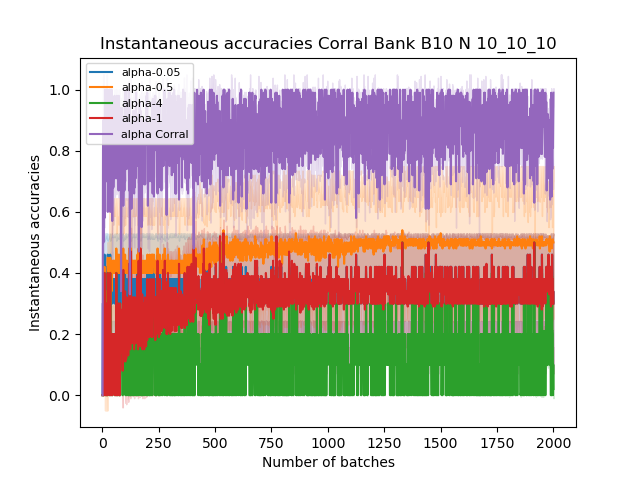 Instantaneous accuracies Corral Bank B10 N 10_10_10
alpha-0.05
alpha-0.5
alpha-4
alpha-1
alpha Corral
1.0
0.8
0.6
0.4
0.2
0.0
Instantaneous accuracies
0 250 500 750 1000 1250 1500 1750 2000
Number of batches